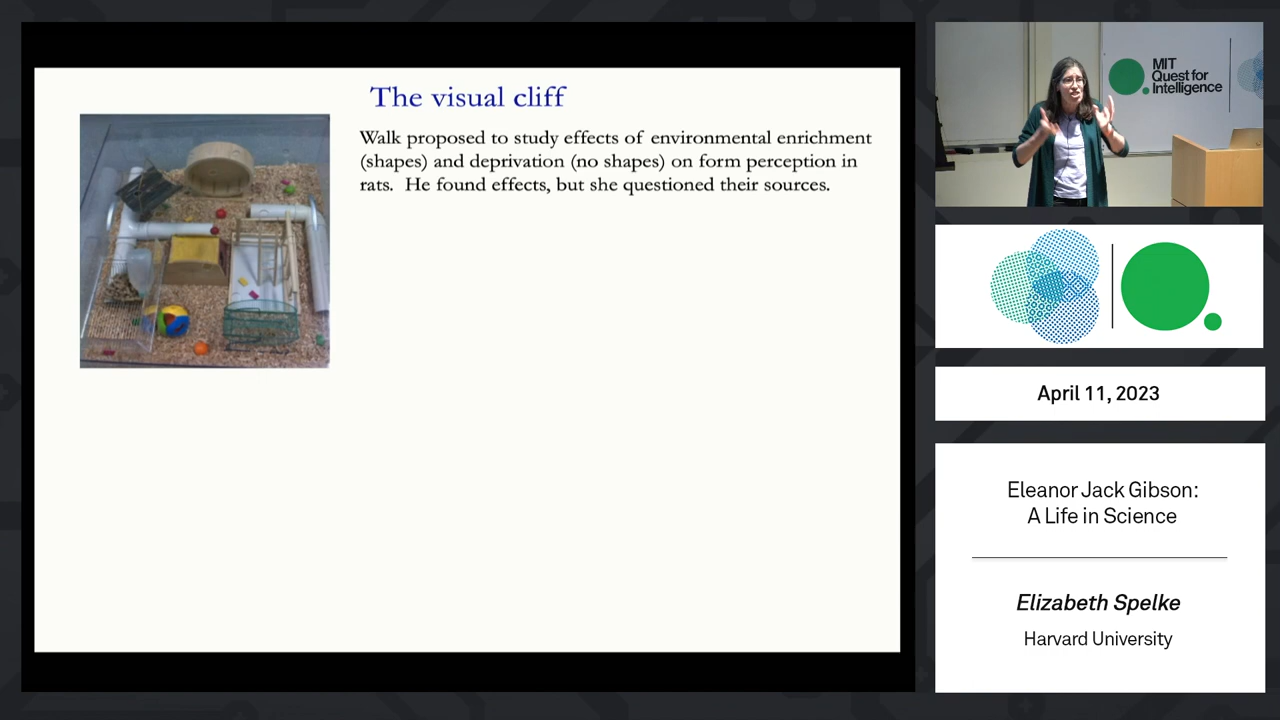 The visual cliff
Walk proposed to study effects of environmental enrichment
(shapes) and deprivation (no shapes) on form perception in
rats. He found effects, but she questioned their sources.
MIT
Quest for
Intelligence
April 11, 2023
Eleanor Jack Gibson:
A Life in Science
Elizabeth Spelke
Harvard University